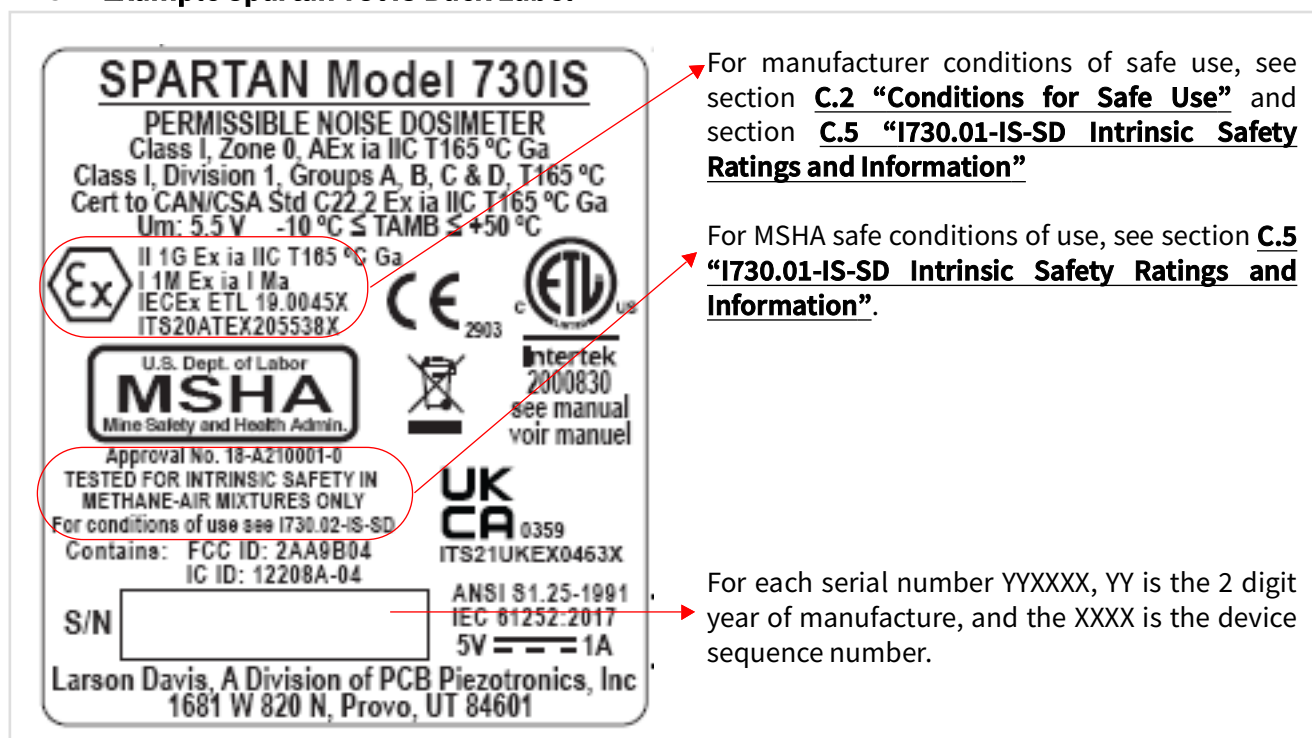 SPARTAN Model 730IS
PERMISSIBLE NOISE DOSIMETER
Class I, Zone 0, AEx ia IIC T165 ºC Ga
Class I, Division 1, Groups A, B, C & D, T165 ºC
Cert to CAN/CSA Std C22.2 Ex ia IIC T165 ºC Ga
Um: 5.5 V -10 ºC ≤ TAMB ≤ +50 ºC
Ex
II 1G Ex ia IIC T165 ºC Ga
I 1M Ex ia I Ma
IECEx ETL 19.0045X
ITS20ATEX205538X
CE 2903
C ETL US
LISTED
Intertek
2000830
see manual
voir manuel
U.S. Dept. of Labor
MSHA
Mine Safety and Health Admin.
Approval No. 18-A210001-0
TESTED FOR INTRINSIC SAFETY IN
METHANE-AIR MIXTURES ONLY
For conditions of use see I730.02-IS-SD
UK
CA 0359
ITS21UKEX0463X
Contains: FCC ID: 2AA9B04
IC ID: 12208A-04
S/N
ANSI S1.25-1991
IEC 61252:2017
5V 1A
Larson Davis, A Division of PCB Piezotronics, Inc
1681 W 820 N, Provo, UT 84601
For manufacturer conditions of safe use, see
section C.2 “Conditions for Safe Use” and
section C.5 “I730.01-IS-SD Intrinsic Safety
Ratings and Information”
For MSHA safe conditions of use, see section C.5
“I730.01-IS-SD Intrinsic Safety Ratings and
Information”.
For each serial number YYXXXX, YY is the 2 digit
year of manufacture, and the XXXX is the device
sequence number.